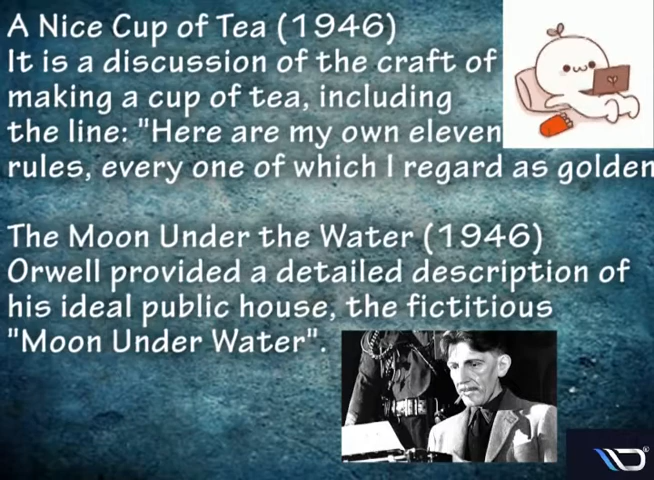 A Nice Cup of Tea (1946)
It is a discussion of the craft of
making a cup of tea, including
the line: "Here are my own eleven
rules, every one of which I regard as golden
The Moon Under the Water (1946)
Orwell provided a detailed description of
his ideal public house, the fictitious
"Moon Under Water".